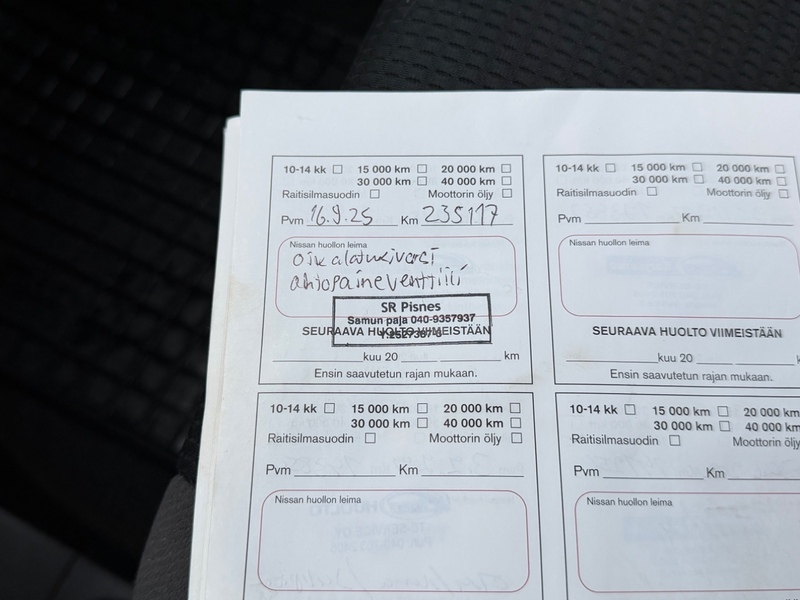 10-14 kk 15 000 km 20 000 km
30 000 km 40 000 km
Raitisilmasuodin Moottorin öljy
Pvm 16.9.25 Km 235117
Nissan huollon leima
oik alatukivarsi
ahtopaineventtiili
SR Pisnes
Samun paja 040-9357937
SEURAAVA HUOLTO VIIMEISTÄÄN
kuu 20 km
Ensin saavutetun rajan mukaan.
10-14 kk 15 000 km 20 000 km
30 000 km 40 000 km
Raitisilmasuodin Moottorin öljy
Pvm Km
Nissan huollon leima
SEURAAVA HUOLTO VIIMEISTÄÄN
kuu 20
Ensin saavutetun rajan mukaan.
10-14 kk 15 000 km 20 000 km
30 000 km 40 000 km
Raitisilmasuodin Moottorin öljy
Pvm Km
Nissan huollon leima
10-14 kk 15 000 km 20 000 km
30 000 km 40 000
Raitisilmasuodin Moottorin öljy
Pvm Km
Nissan huollon leima